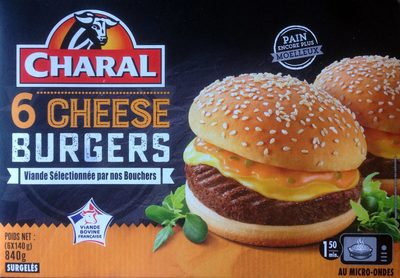 CHARAL
PAIN
ENCORE PLUS
MOELLEUX
6 CHEESE
BURGERS
Viande Sélectionnée par nos Bouchers
VIANDE
BOVINE
FRANÇAISE
POIDS NET :
(6X140g)
840g
SURGELÉS
1 50
min.
AU MICRO-ONDES